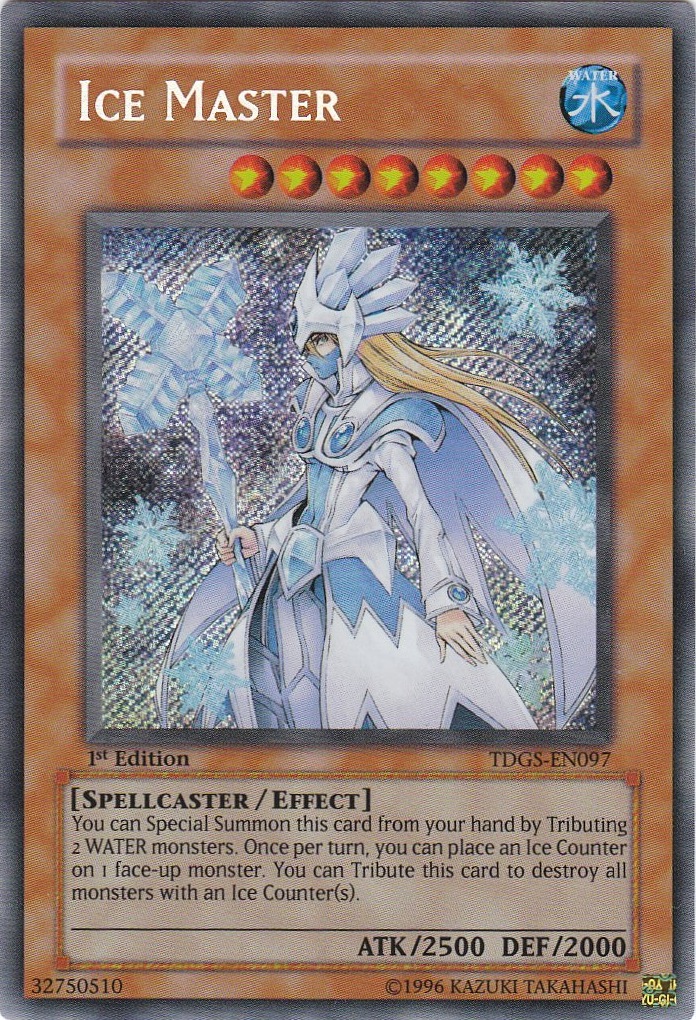 Ice Master
WATER
水
1st Edition
TDGS-EN097
[Spellcaster / Effect]
You can Special Summon this card from your hand by Tributing
2 WATER monsters. Once per turn, you can place an Ice Counter
on 1 face-up monster. You can Tribute this card to destroy all
monsters with an Ice Counter(s).
ATK/2500 DEF/2000
32750510
©1996 KAZUKI TAKAHASHI